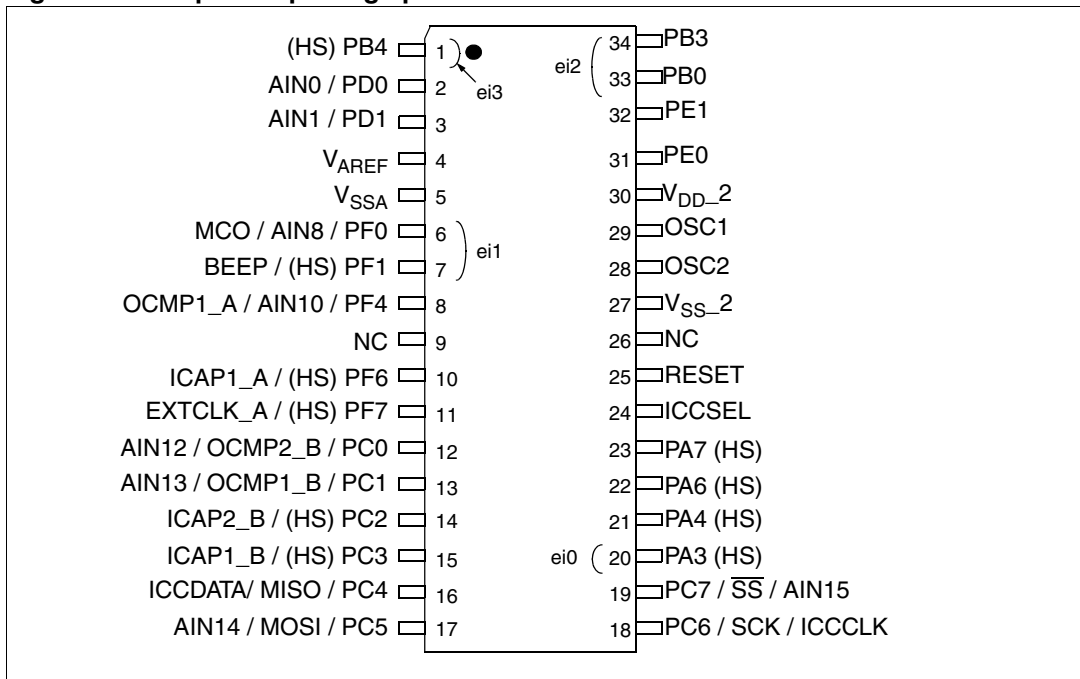 (HS) PB4 1 34 PB3
ei2
AIN0 / PD0 2 ei3 33 PB0
AIN1 / PD1 3 32 PE1
VAREF 4 31 PE0
VSSA 5 30 VDD_2
MCO / AIN8 / PF0 6 29 OSC1
ei1
BEEP / (HS) PF1 7 28 OSC2
OCMP1_A / AIN10 / PF4 8 27 VSS_2
NC 9 26 NC
ICAP1_A / (HS) PF6 10 25 RESET
EXTCLK_A / (HS) PF7 11 24 ICCSEL
AIN12 / OCMP2_B / PC0 12 23 PA7 (HS)
AIN13 / OCMP1_B / PC1 13 22 PA6 (HS)
ICAP2_B / (HS) PC2 14 21 PA4 (HS)
ICAP1_B / (HS) PC3 15 ei0 20 PA3 (HS)
ICCDATA/ MISO / PC4 16 19 PC7 / SS / AIN15
AIN14 / MOSI / PC5 17 18 PC6 / SCK / ICCCLK